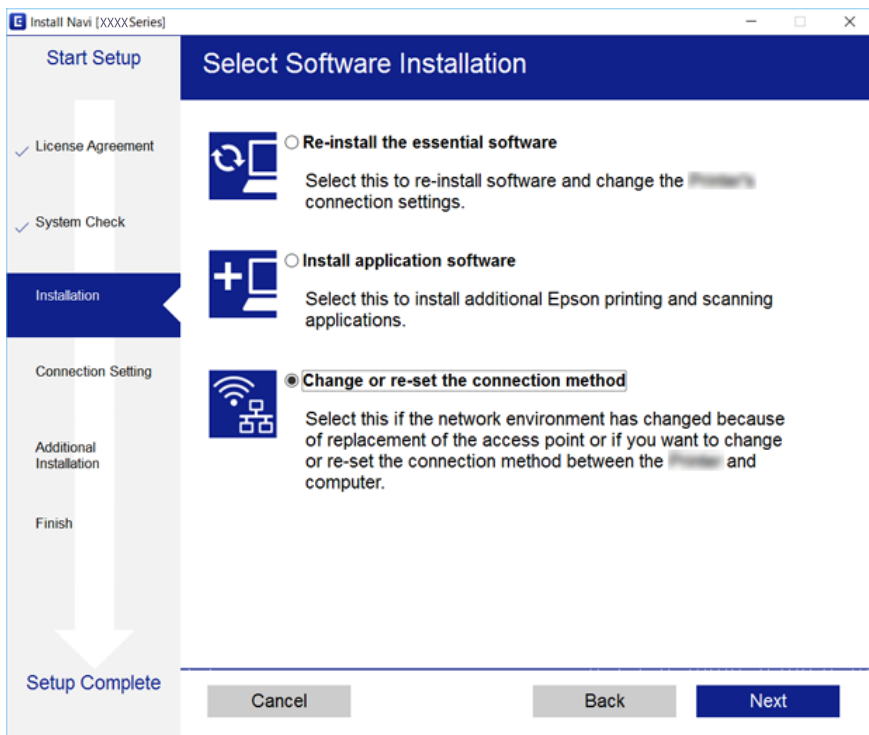 Install Navi [XXXX Series]
Start Setup
License Agreement
System Check
Installation
Connection Setting
Additional
Installation
Finish
Setup Complete
Select Software Installation
Re-install the essential software
Select this to re-install software and change the
connection settings.
Install application software
Select this to install additional Epson printing and scanning
applications.
Change or re-set the connection method
Select this if the network environment has changed because
of replacement of the access point or if you want to change
or re-set the connection method between the and
computer.
Cancel
Back
Next